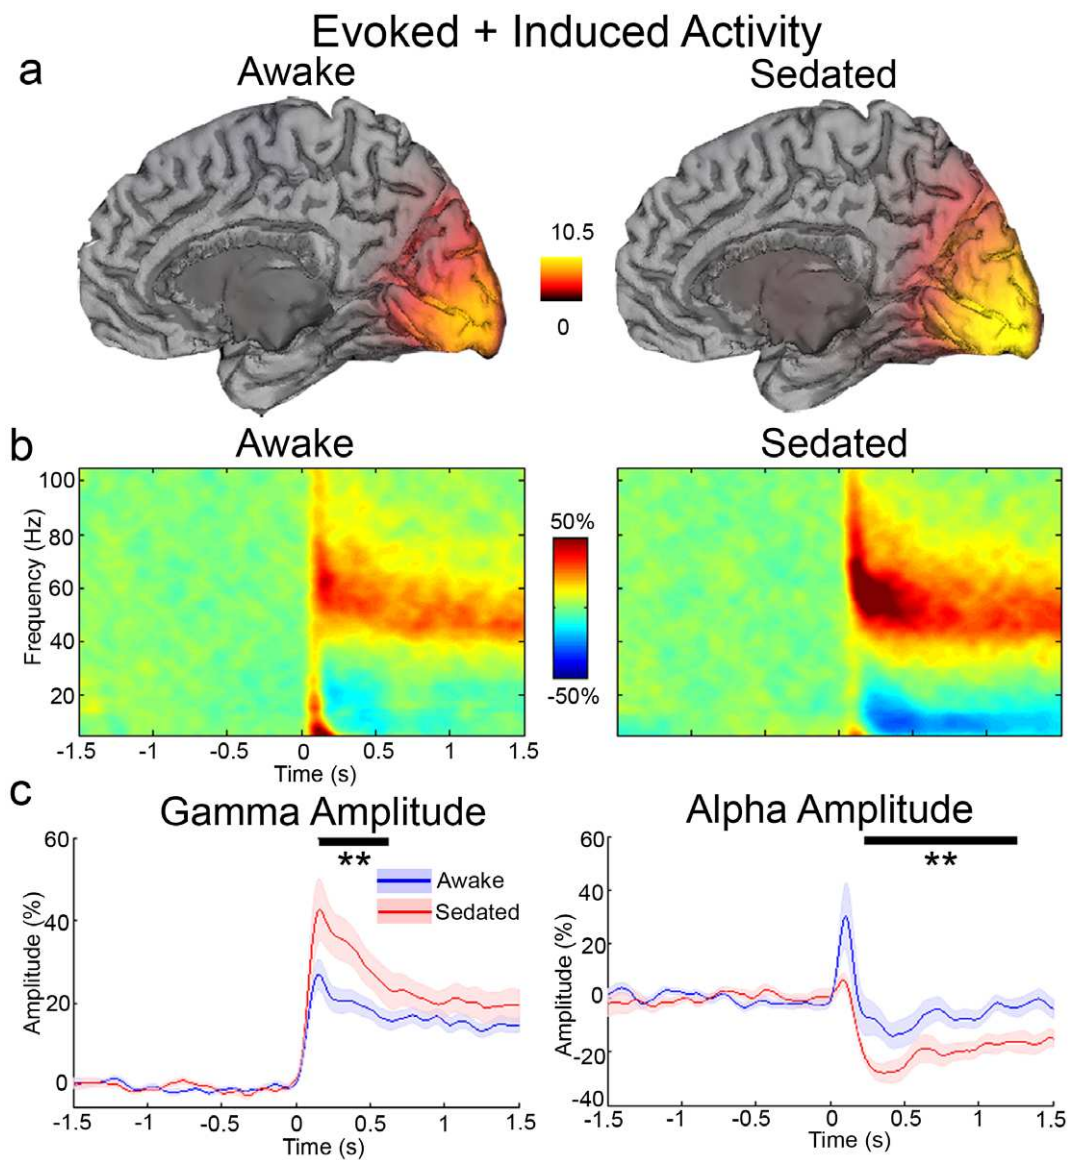 Evoked + Induced Activity
a
Awake
Sedated
10.5
0
b
Awake
Sedated
100
80
60
40
20
Frequency (Hz)
50%
-50%
-1.5 -1 -0.5 0 0.5 1 1.5
Time (s)
c
Gamma Amplitude
60
40
20
0
Amplitude (%)
**
Awake
Sedated
-1.5 -1 -0.5 0 0.5 1 1.5
Time (s)
Alpha Amplitude
60
40
20
0
-20
-40
Amplitude (%)
**
-1.5 -1 -0.5 0 0.5 1 1.5
Time (s)